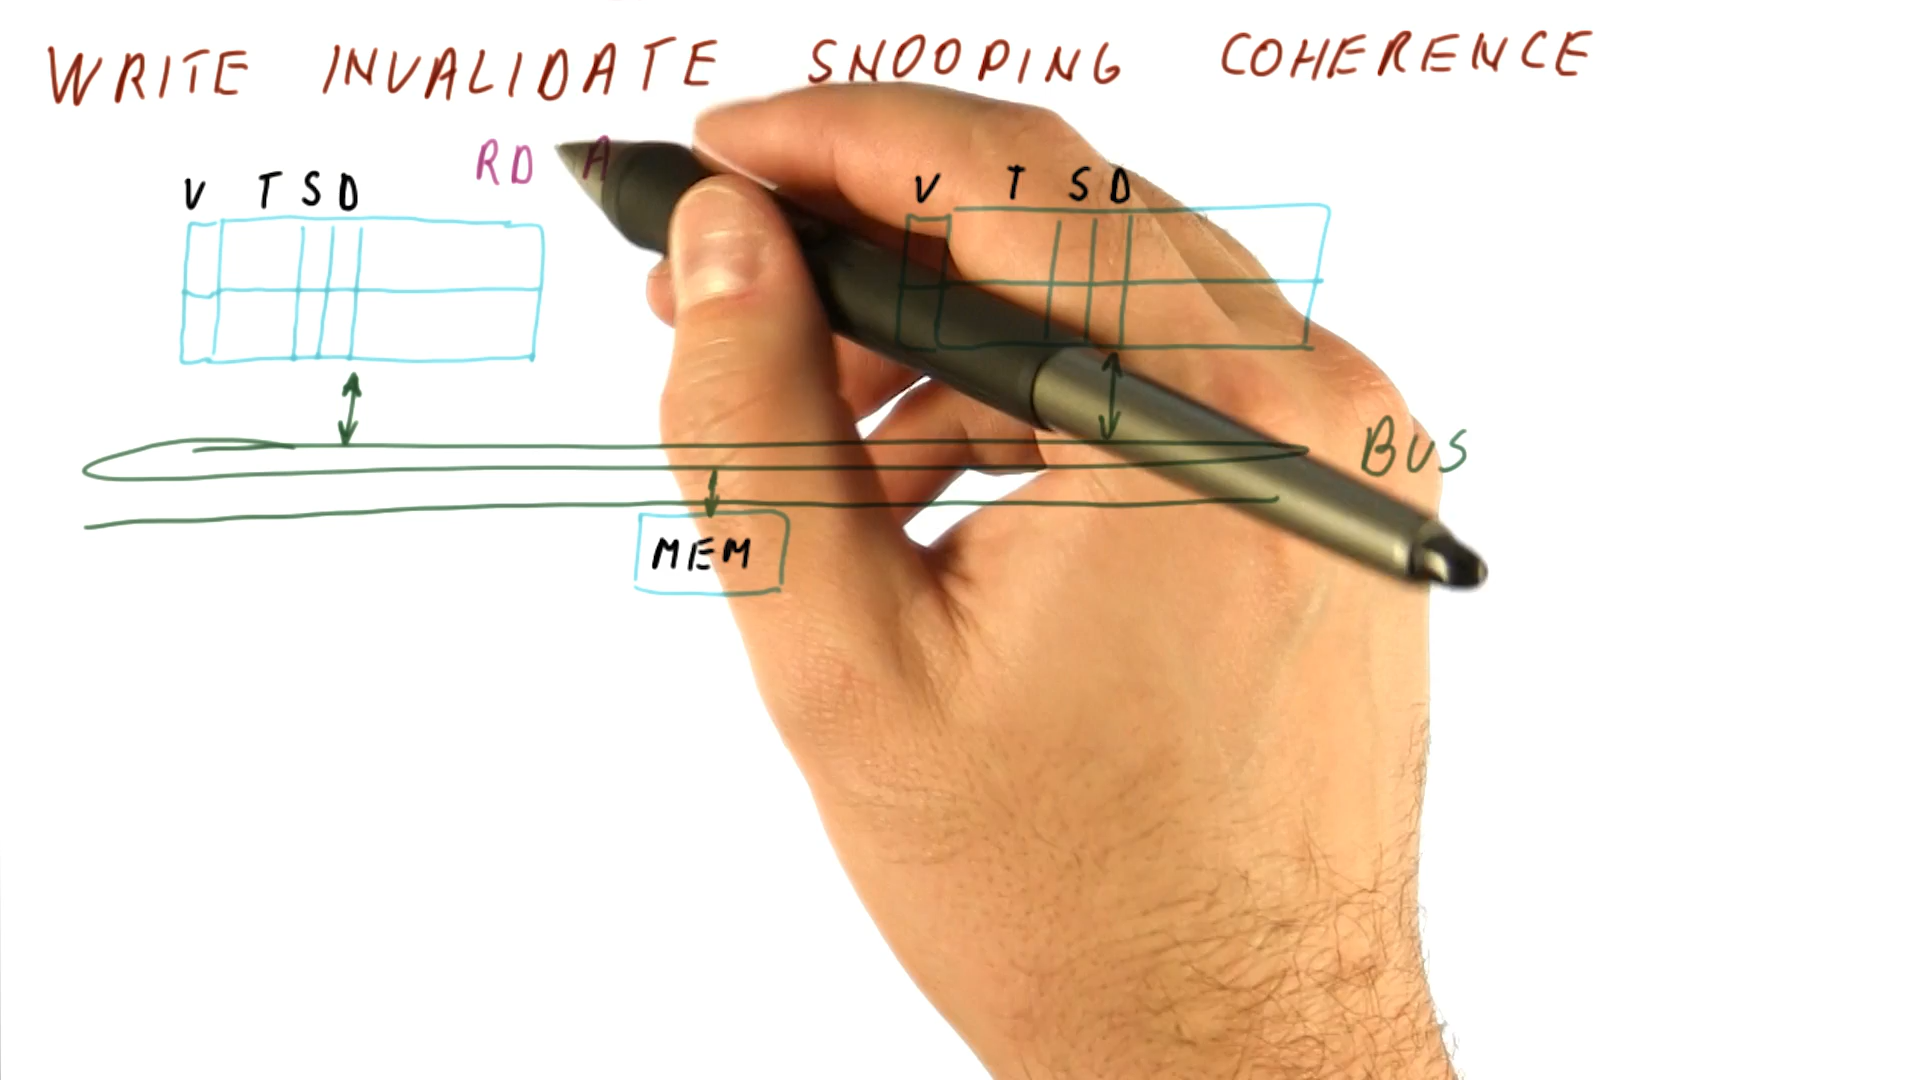 WRITE INVALIDATE SNOOPING COHERENCE
RD A
V T S D
V T S D
BUS
MEM